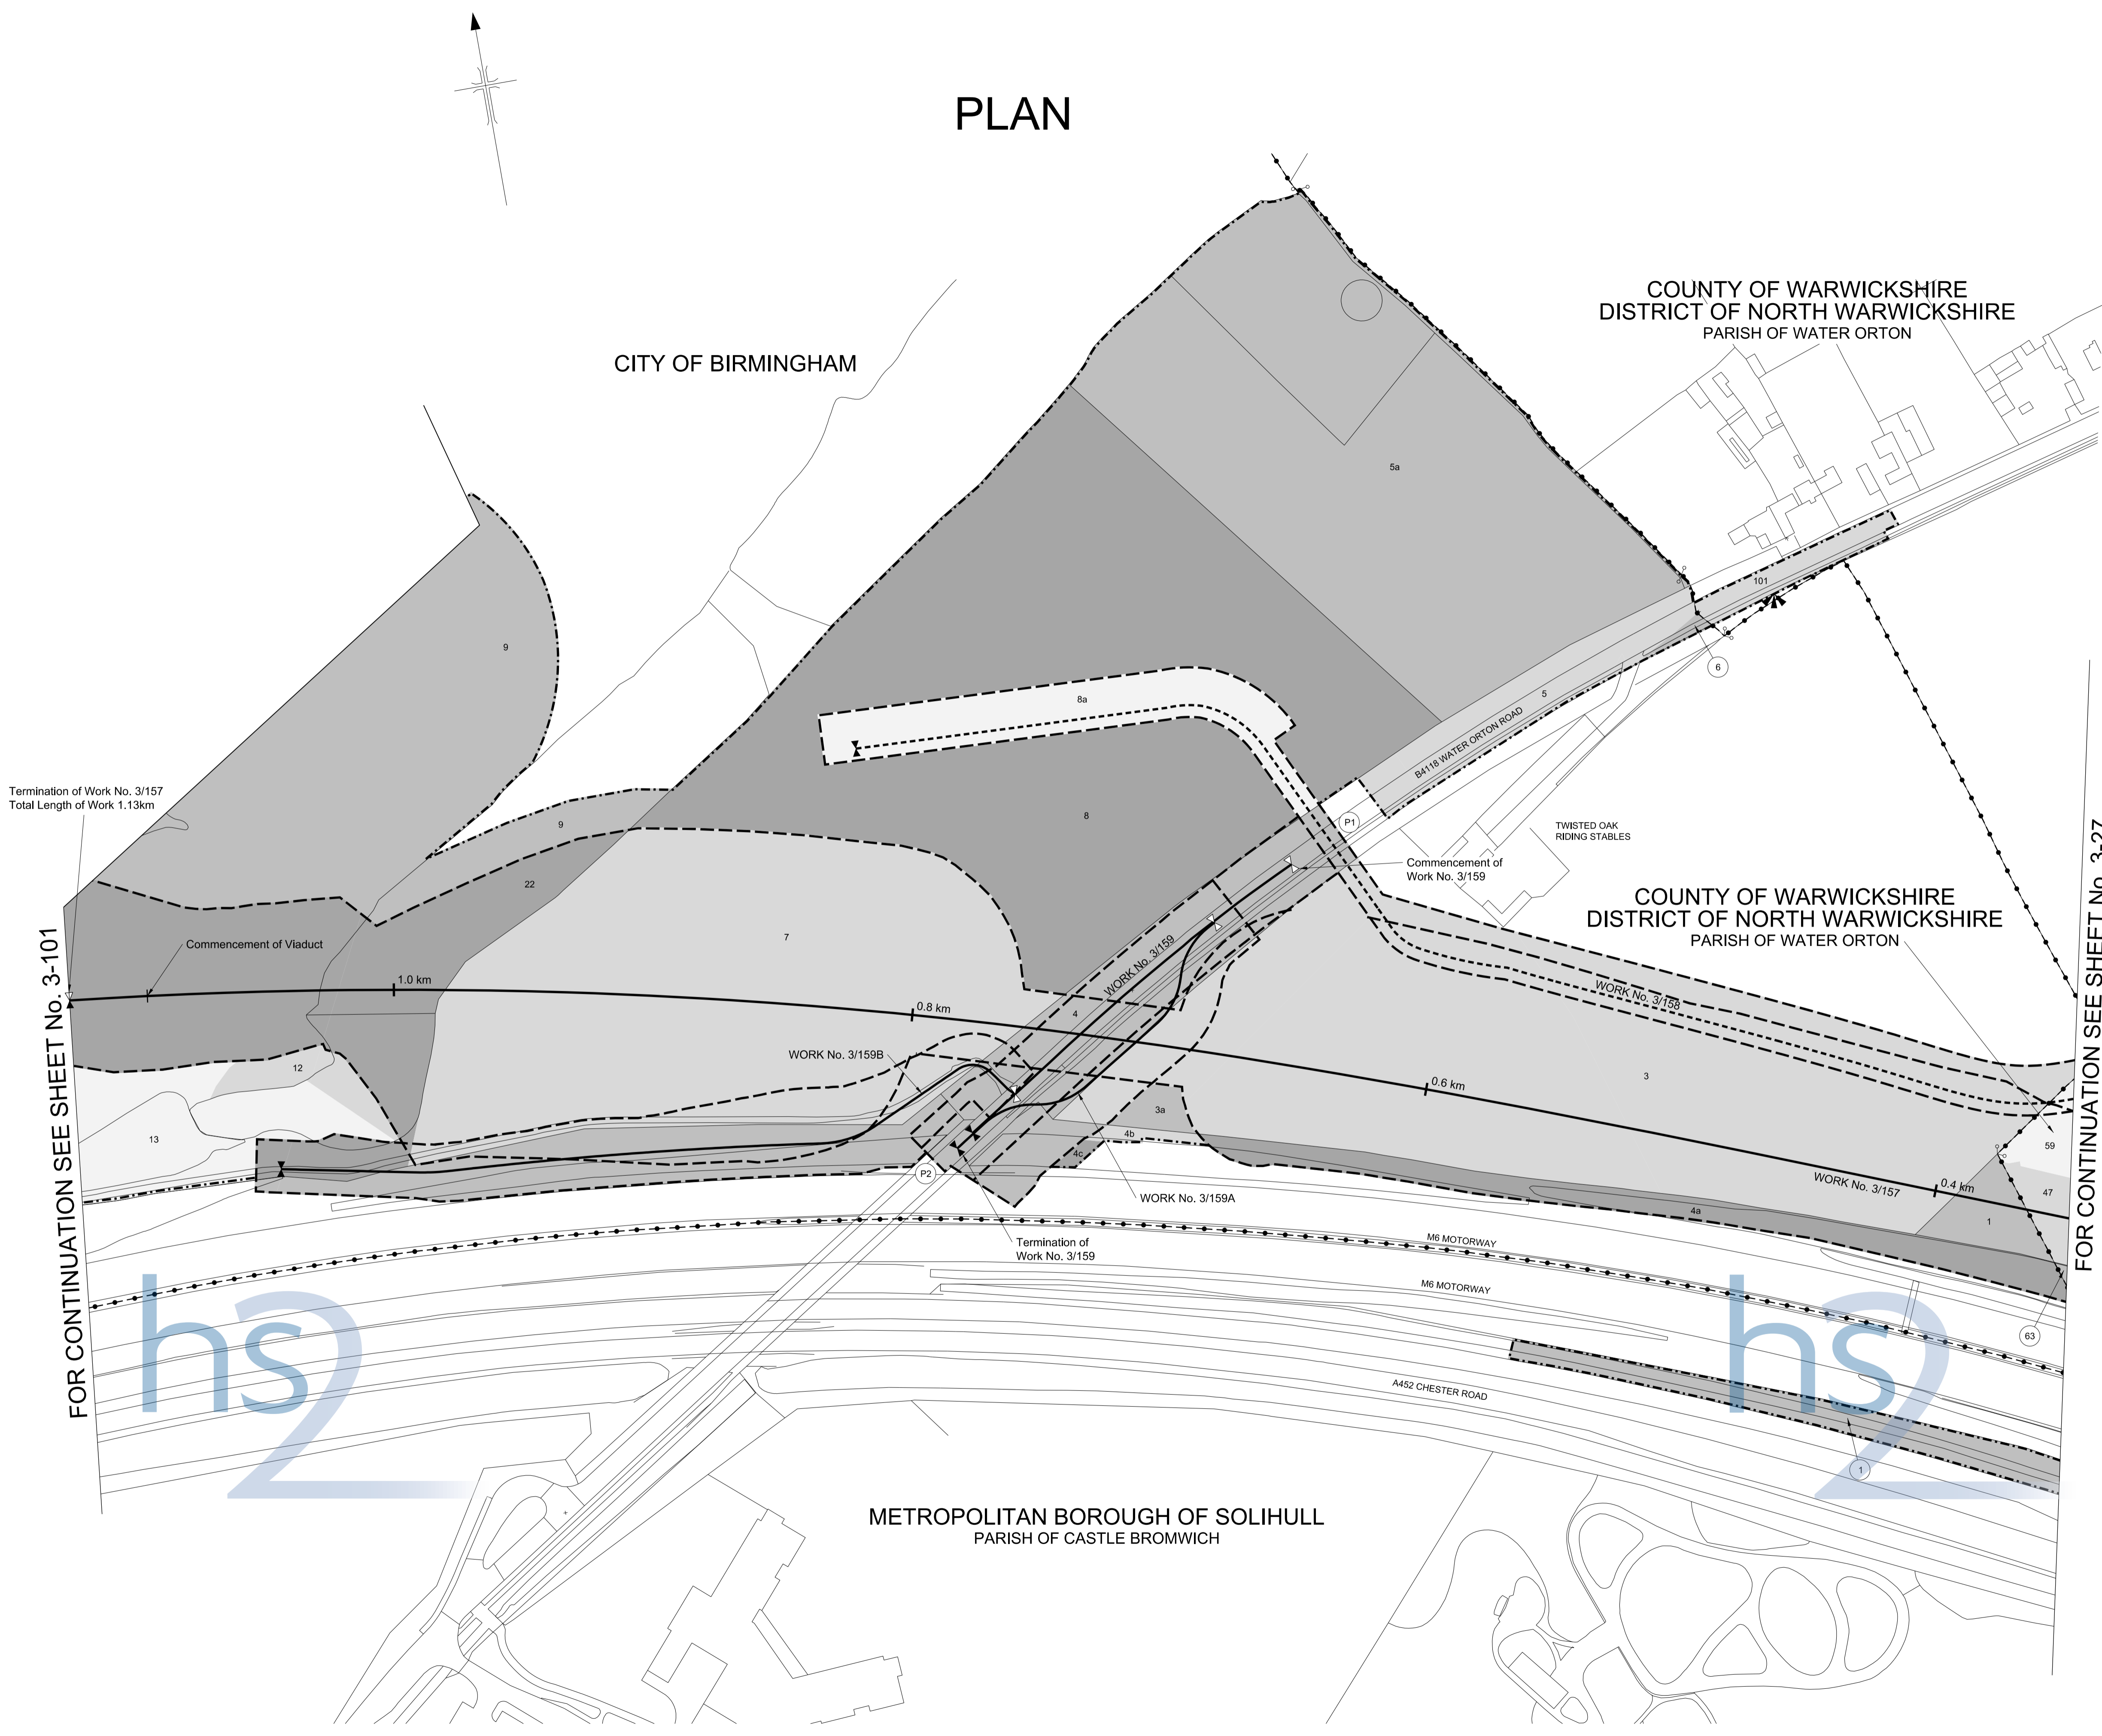 PLAN
COUNTY OF WARWICKSHIRE
DISTRICT OF NORTH WARWICKSHIRE
PARISH OF WATER ORTON
CITY OF BIRMINGHAM
5a
101
9
6
5
8a
B4118 WATER ORTON ROAD
Termination of Work No. 3/157
Total Length of Work 1.13km
9
8
P1
TWISTED OAK
RIDING STABLES
Commencement of
Work No. 3/159
22
COUNTY OF WARWICKSHIRE
DISTRICT OF NORTH WARWICKSHIRE
PARISH OF WATER ORTON
7
Commencement of Viaduct
WORK No. 3/159
1.0 km
WORK No. 3/158
0.8 km
4
FOR CONTINUATION SEE SHEET No. 3-101
FOR CONTINUATION SEE SHEET No. 3-27
WORK No. 3/159B
12
3
0.6 km
3a
13
4b
59
4c
P2
WORK No. 3/157
0.4 km
47
WORK No. 3/159A
4a
1
Termination of
Work No. 3/159
M6 MOTORWAY
M6 MOTORWAY
63
hs2
hs2
A452 CHESTER ROAD
1
METROPOLITAN BOROUGH OF SOLIHULL
PARISH OF CASTLE BROMWICH